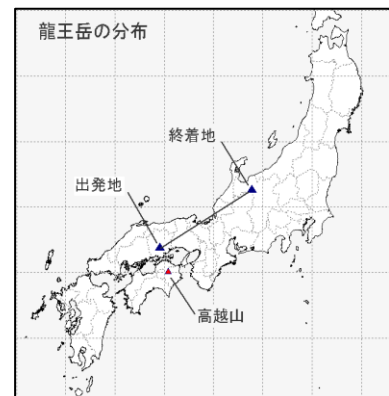 龍王岳の分布
終着地
出発地
高越山